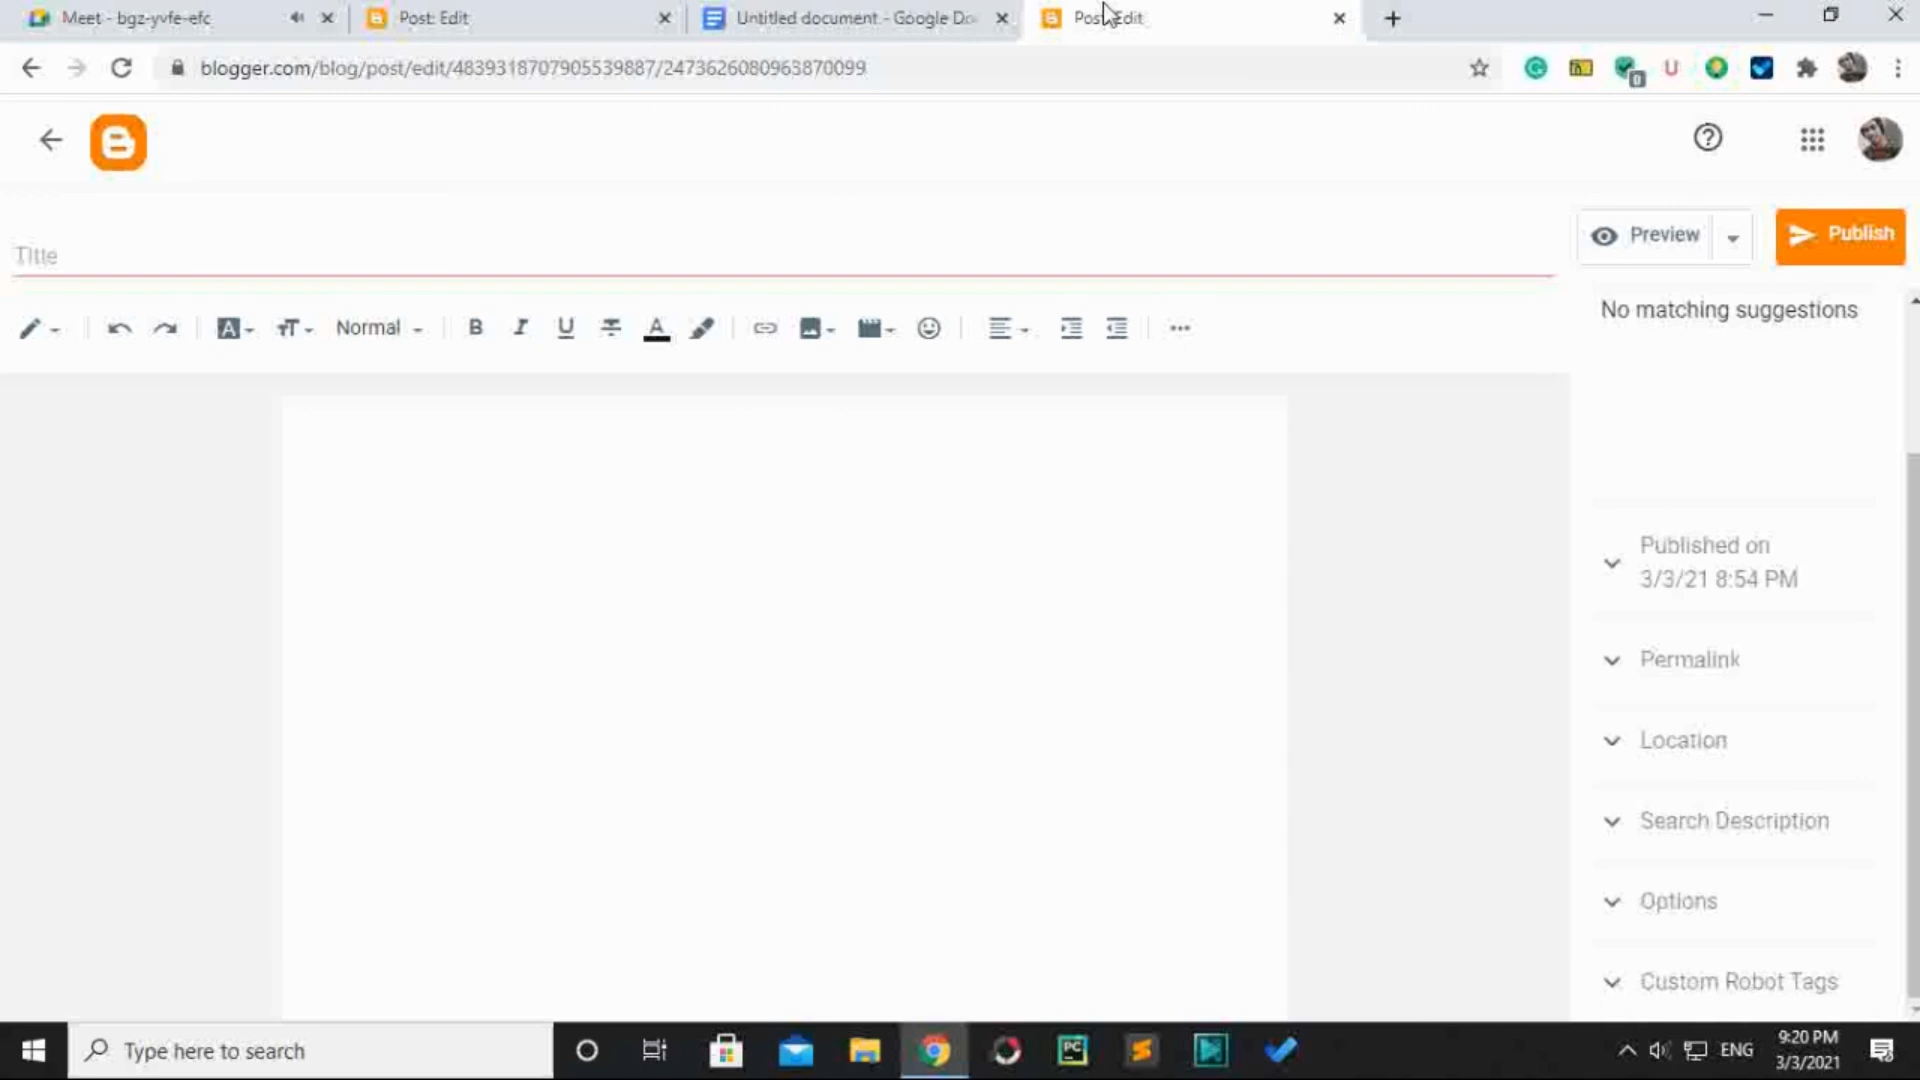 Meet - bgz-yvfe-efc
Post: Edit
Untitled document - Google Do
Post: Edit
blogger.com/blog/post/edit/4839318707905539887/2473626080963870099
0
U
Title
Preview
Publish
Normal
B
I
U
A
No matching suggestions
Published on
3/3/21 8:54 PM
Permalink
Location
Search Description
Options
Custom Robot Tags
Type here to search
PC
ENG
9:20 PM
3/3/2021